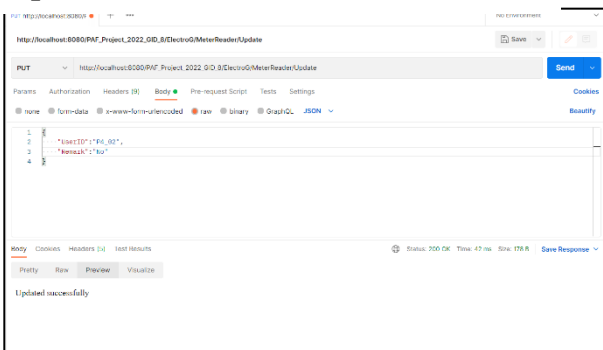 PUT http://localhost:8080/P
No Environment
http://localhost:8080/PAF_Project_2022_GID_8/ElectroG/MeterReader/Update
Save
PUT http://localhost:8080/PAF_Project_2022_GID_8/ElectroG/MeterReader/Update Send
Params Authorization Headers (9) Body Pre-request Script Tests Settings Cookies
none form-data x-www-form-urlencoded raw binary GraphQL JSON Beautify
1 {
2 "UserID":"P4_02",
3 "Remark":"No"
4 }
Body Cookies Headers (5) Test Results Status: 200 OK Time: 42 ms Size: 178 B Save Response
Pretty Raw Preview Visualize
Updated successfully